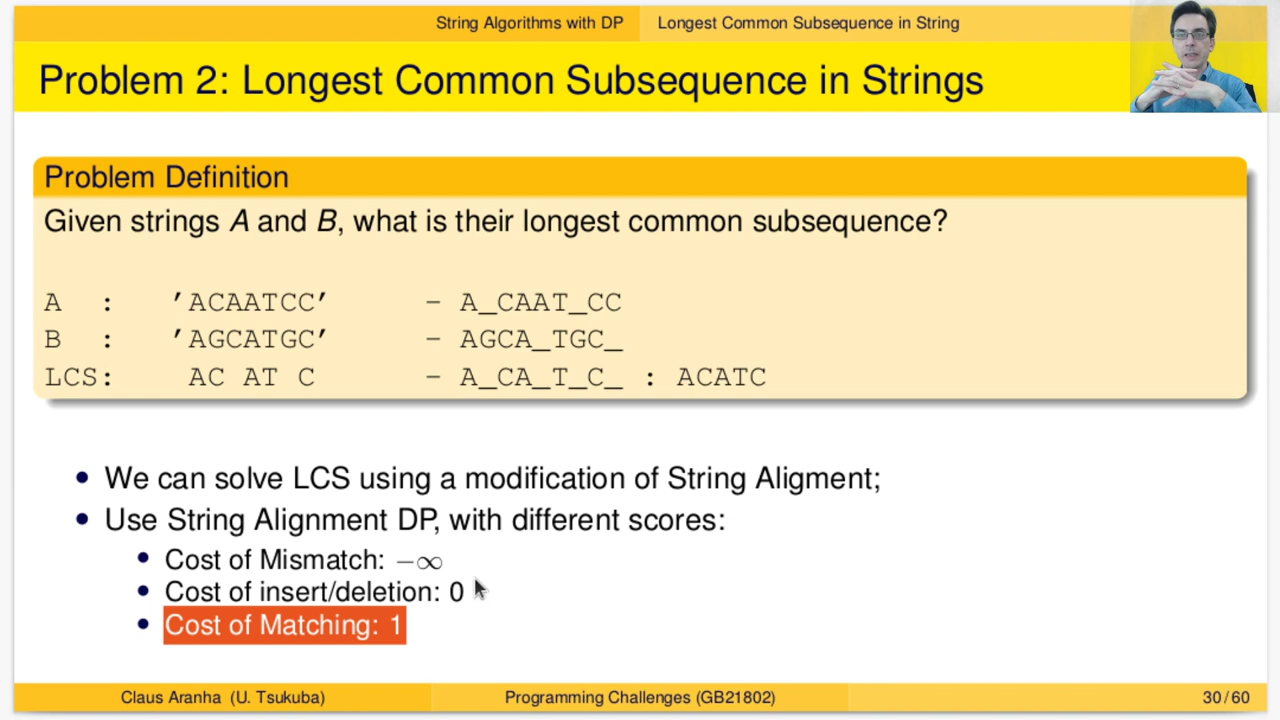 String Algorithms with DP Longest Common Subsequence in String
Problem 2: Longest Common Subsequence in Strings
Problem Definition
Given strings A and B, what is their longest common subsequence?
A : 'ACAATCC' - A_CAAT_CC
B : 'AGCATGC' - AGCA_TGC_
LCS: AC AT C - A_CA_T_C_ : ACATC
• We can solve LCS using a modification of String Aligment;
• Use String Alignment DP, with different scores:
• Cost of Mismatch: −∞
• Cost of insert/deletion: 0
• Cost of Matching: 1
Claus Aranha (U. Tsukuba) Programming Challenges (GB21802) 30/60